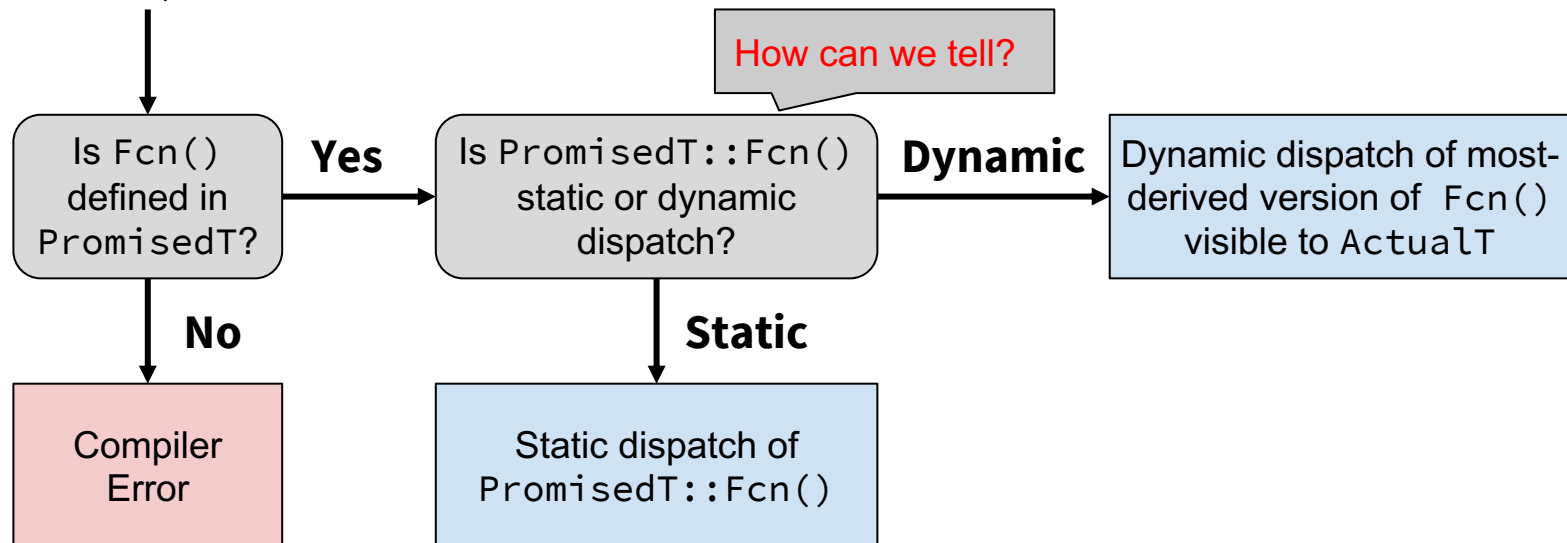 How can we tell?
Is Fcn()
defined in
PromisedT?
Yes
Is PromisedT::Fcn()
static or dynamic
dispatch?
Dynamic
Dynamic dispatch of most-
derived version of Fcn()
visible to ActualT
No
Static
Compiler
Error
Static dispatch of
PromisedT::Fcn()